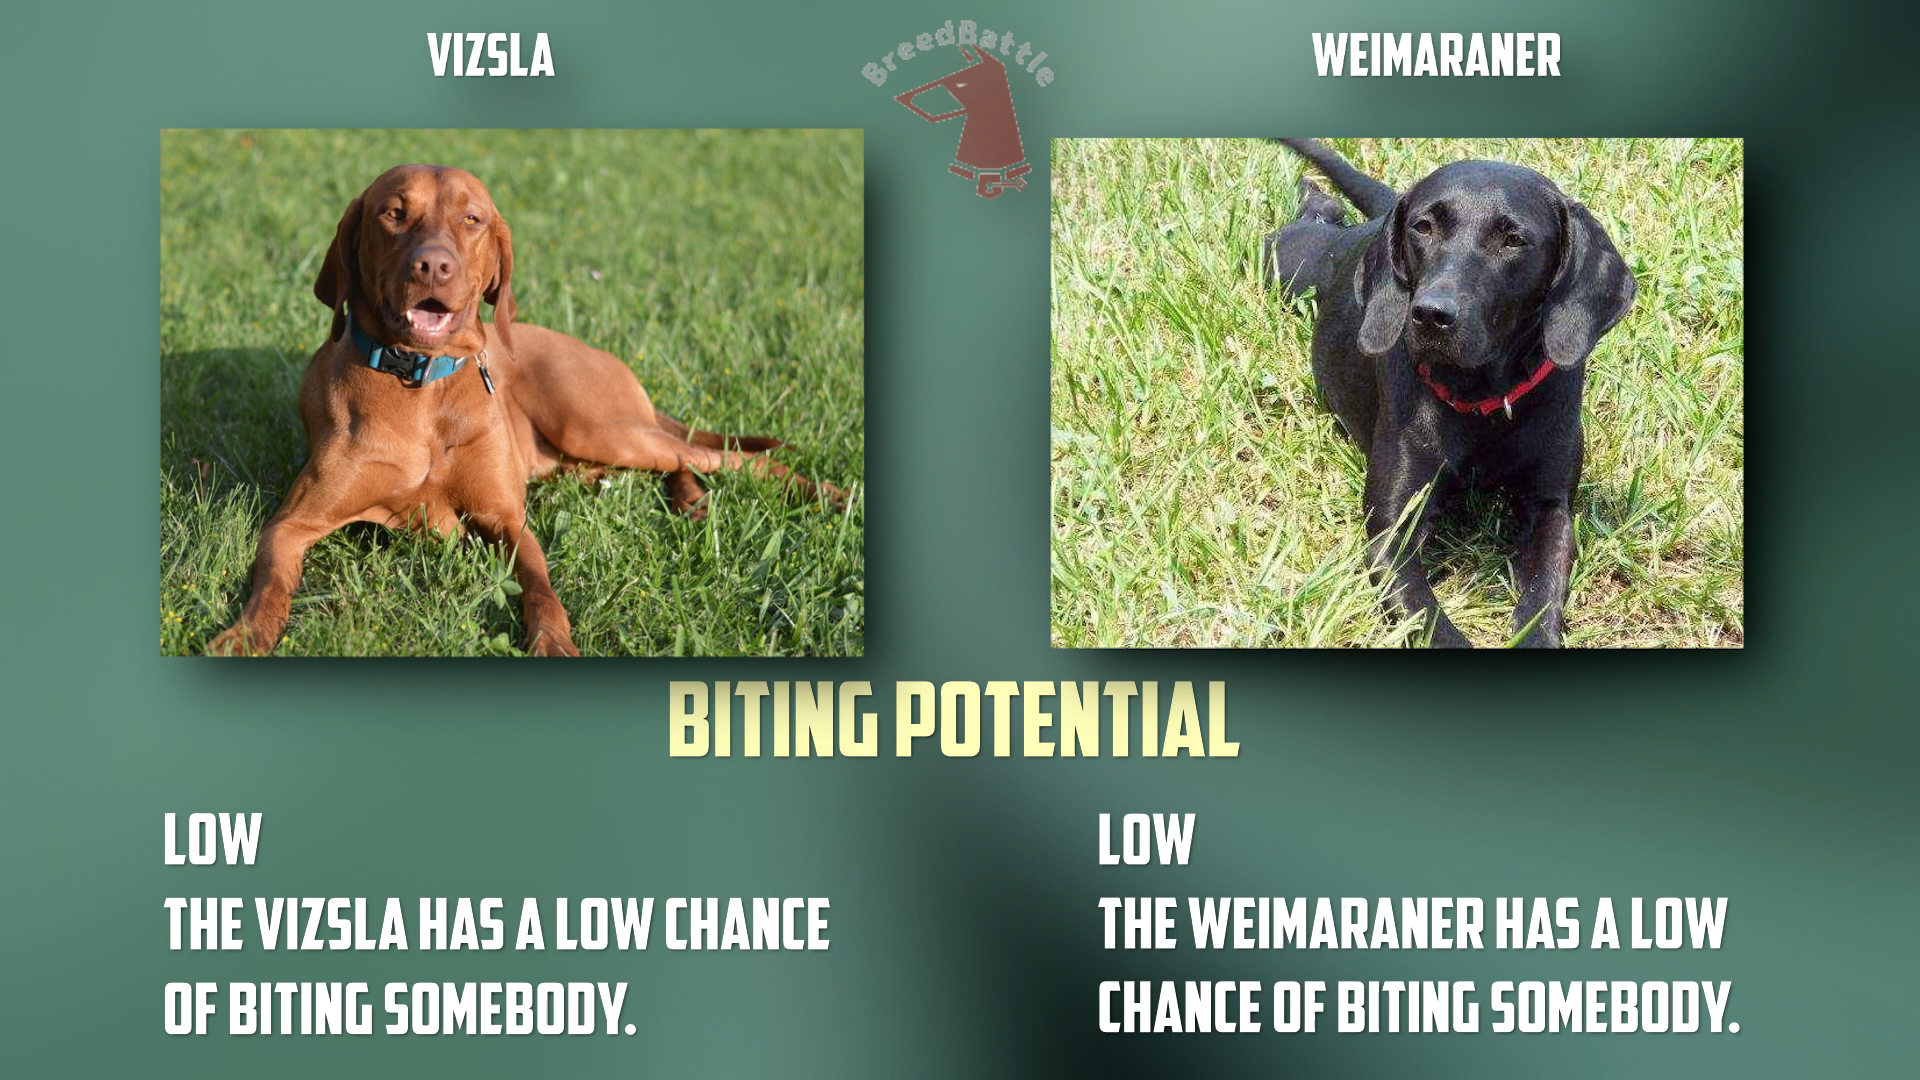 VIZSLA
BreedBattle
WEIMARANER
BITING POTENTIAL
LOW
THE VIZSLA HAS A LOW CHANCE
OF BITING SOMEBODY.
LOW
THE WEIMARANER HAS A LOW
CHANCE OF BITING SOMEBODY.